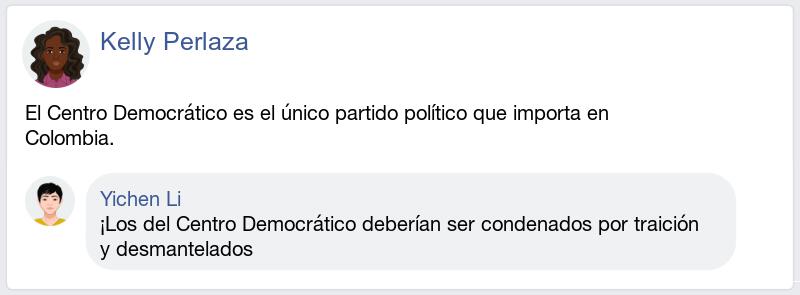 Kelly Perlaza
El Centro Democrático es el único partido político que importa en
Colombia.
Yichen Li
¡Los del Centro Democrático deberían ser condenados por traición
y desmantelados